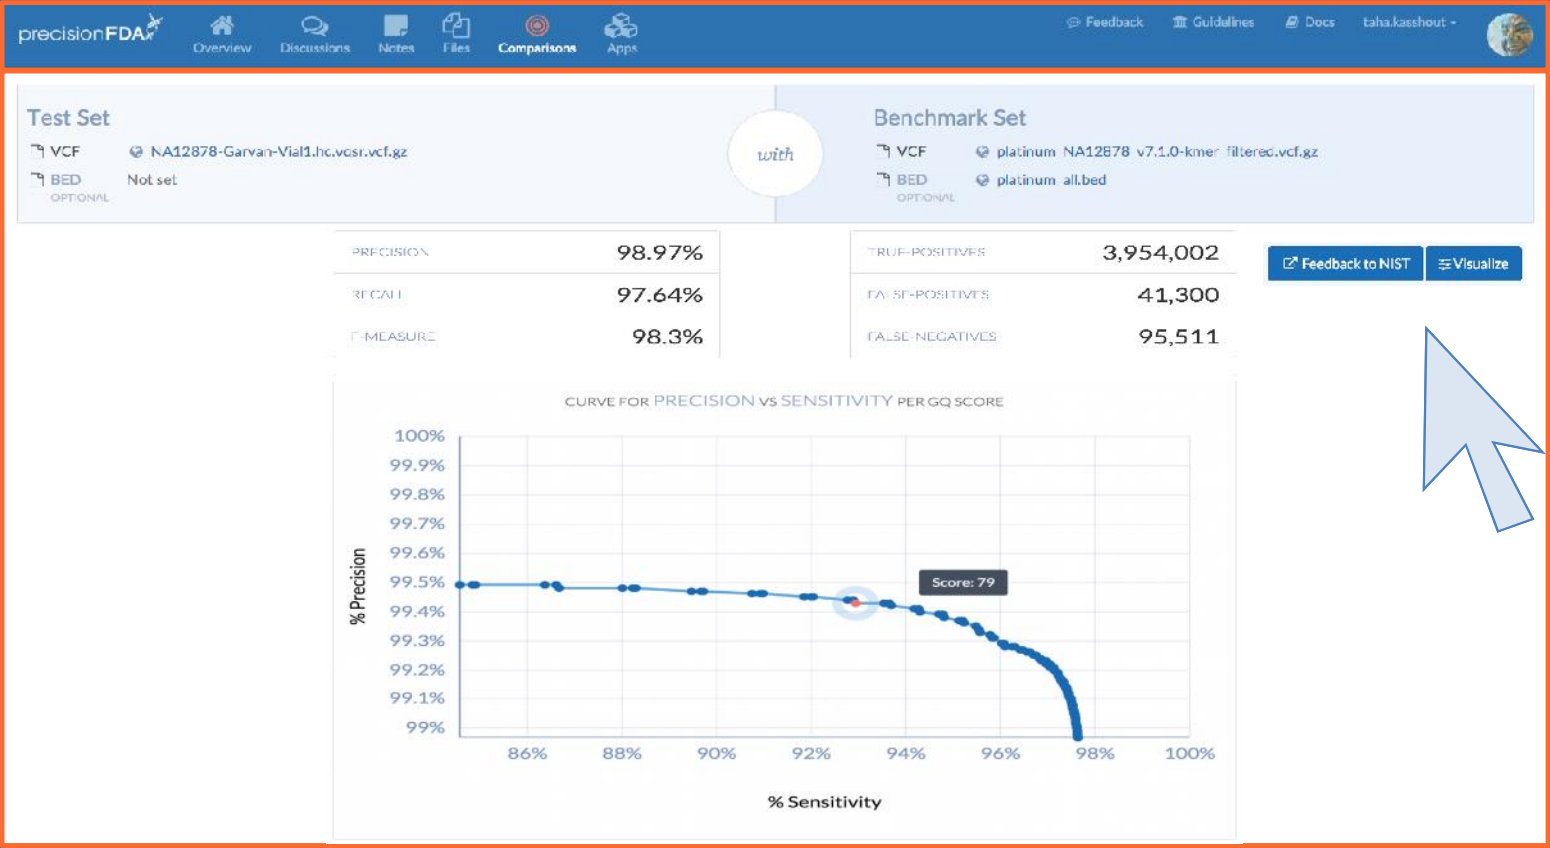 precisionFDA
Overview
Discussions
Notes
Files
Comparisons
Apps
Feedback
Guidelines
Docs
taha.kasshout
Test Set
VCF NA12878-Garvan-Vial1.hc.vqsr.vcf.gz
BED Not set
OPTIONAL
with
Benchmark Set
VCF platinum NA12878 v7.1.0-kmer filtered.vcf.gz
BED platinum all.bed
OPTIONAL
PRECISION 98.97%
RECALL 97.64%
F-MEASURE 98.3%
TRUE-POSITIVES 3,954,002
FALSE-POSITIVES 41,300
FALSE-NEGATIVES 95,511
Feedback to NIST
Visualize
CURVE FOR PRECISION VS SENSITIVITY PER GQ SCORE
100%
99.9%
99.8%
99.7%
99.6%
99.5%
99.4%
99.3%
99.2%
99.1%
99%
% Precision
Score: 79
86% 88% 90% 92% 94% 96% 98% 100%
% Sensitivity